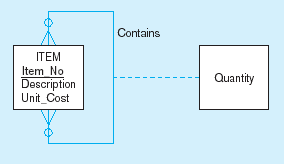 Contains
ITEM
Item_No
Description
Unit_Cost
Quantity